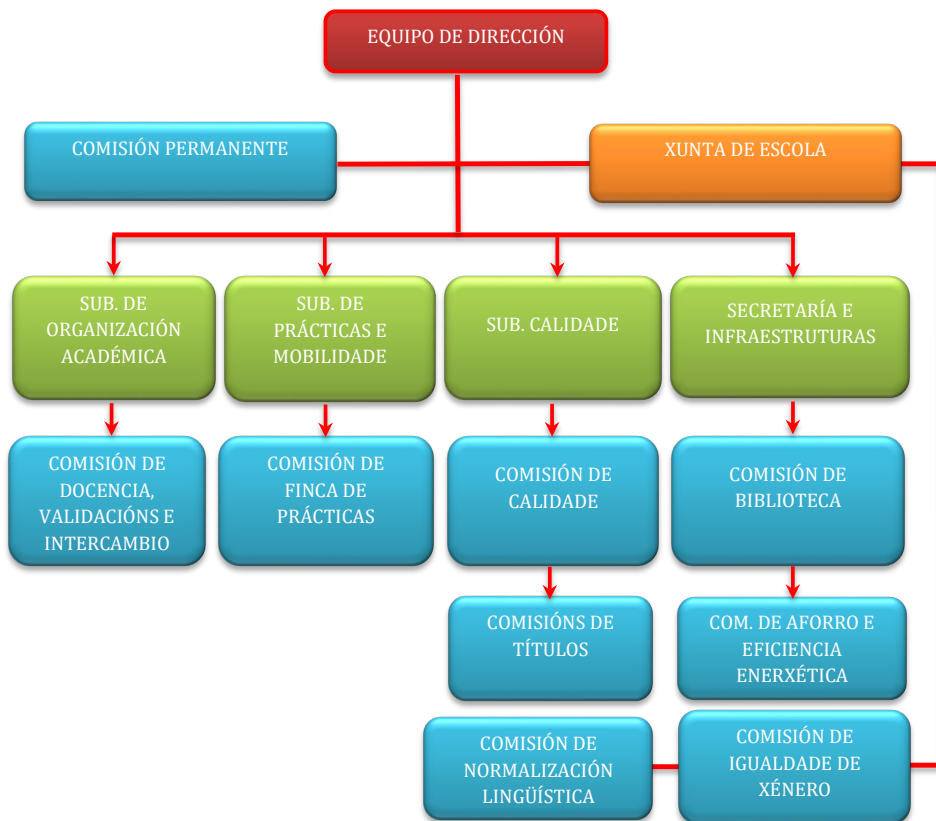 EQUIPO DE DIRECCIÓN
COMISIÓN PERMANENTE
XUNTA DE ESCOLA
SUB. DE
ORGANIZACIÓN
ACADÉMICA
SUB. DE
PRÁCTICAS E
MOBILIDADE
SUB. CALIDADE
SECRETARÍA E
INFRAESTRUTURAS
COMISIÓN DE
DOCENCIA,
VALIDACIÓNS E
INTERCAMBIO
COMISIÓN DE
FINCA DE
PRÁCTICAS
COMISIÓN DE
CALIDADE
COMISIÓN DE
BIBLIOTECA
COMISIÓNS DE
TÍTULOS
COM. DE AFORRO E
EFICIENCIA
ENERXÉTICA
COMISIÓN DE
NORMALIZACIÓN
LINGÜÍSTICA
COMISIÓN DE
IGUALDADE DE
XÉNERO